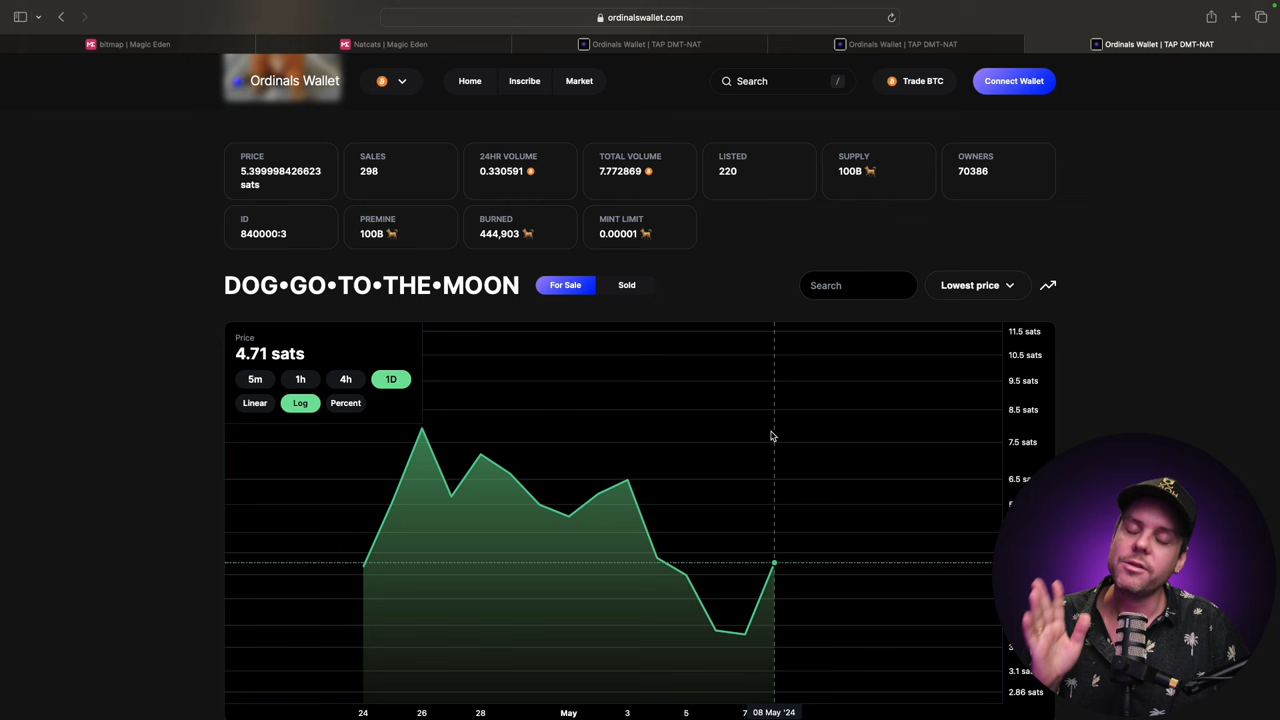 ordinalswallet.com
bitmap | Magic Eden
Natcats | Magic Eden
Ordinals Wallet | TAP DMT-NAT
Ordinals Wallet | TAP DMT-NAT
Ordinals Wallet | TAP DMT-NAT
Ordinals Wallet
Home
Inscribe
Market
Search
/
Trade BTC
Connect Wallet
PRICE
5.399998426623
sats
SALES
298
24HR VOLUME
0.330591
TOTAL VOLUME
7.772869
LISTED
220
SUPPLY
100B 🐕
OWNERS
70386
ID
840000:3
PREMINE
100B 🐕
BURNED
444,903 🐕
MINT LIMIT
0.00001 🐕
DOG•GO•TO•THE•MOON
For Sale
Sold
Search
Lowest price
Price
4.71 sats
5m
1h
4h
1D
Linear
Log
Percent
11.5 sats
10.5 sats
9.5 sats
8.5 sats
7.5 sats
3.1
2.86 sats
24
26
28
May
3
5
7
08 May '24